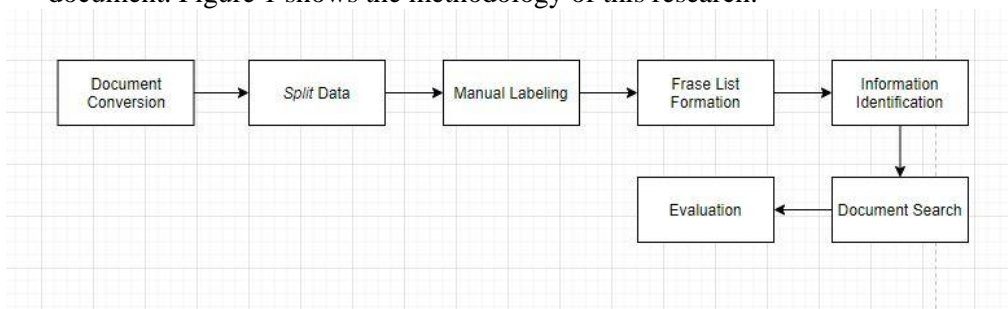 document. Figure 1 shows the methodology of this research.
Document
Conversion
Split Data
Manual Labeling
Frase List
Formation
Information
Identification
Evaluation
Document Search